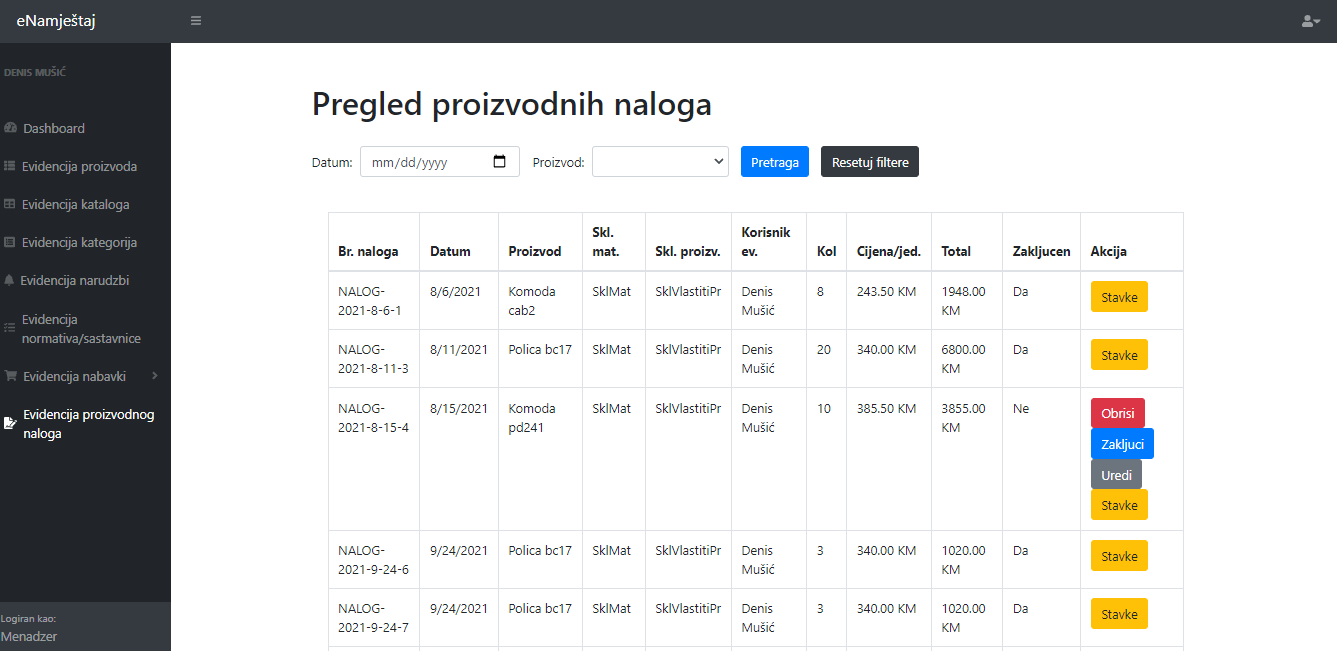 eNamještaj
DENIS MUŠIĆ
Dashboard
Evidencija proizvoda
Evidencija kataloga
Evidencija kategorija
Evidencija narudzbi
Evidencija
normativa/sastavnice
Evidencija nabavki
Evidencija proizvodnog
naloga
Logiran kao:
Menadzer
Pregled proizvodnih naloga
Datum: mm/dd/yyyy Proizvod: Pretraga Resetuj filtere
Skl. Korisnik
Br. naloga Datum Proizvod mat. Skl. proizv. ev. Kol Cijena/jed. Total Zakljucen Akcija
NALOG- 8/6/2021 Komoda SklMat SklVlastitiPr Denis 8 243.50 KM 1948.00 Da Stavke
2021-8-6-1 cab2 Mušić KM
NALOG- 8/11/2021 Polica bc17 SklMat SklVlastitiPr Denis 20 340.00 KM 6800.00 Da Stavke
2021-8-11-3 Mušić KM
NALOG- 8/15/2021 Komoda SklMat SklVlastitiPr Denis 10 385.50 KM 3855.00 Ne Obrisi
2021-8-15-4 pd241 Mušić KM
Zakljuci
Uredi
Stavke
NALOG- 9/24/2021 Polica bc17 SklMat SklVlastitiPr Denis 3 340.00 KM 1020.00 Da Stavke
2021-9-24-6 Mušić KM
NALOG- 9/24/2021 Polica bc17 SklMat SklVlastitiPr Denis 3 340.00 KM 1020.00 Da Stavke
2021-9-24-7 Mušić KM